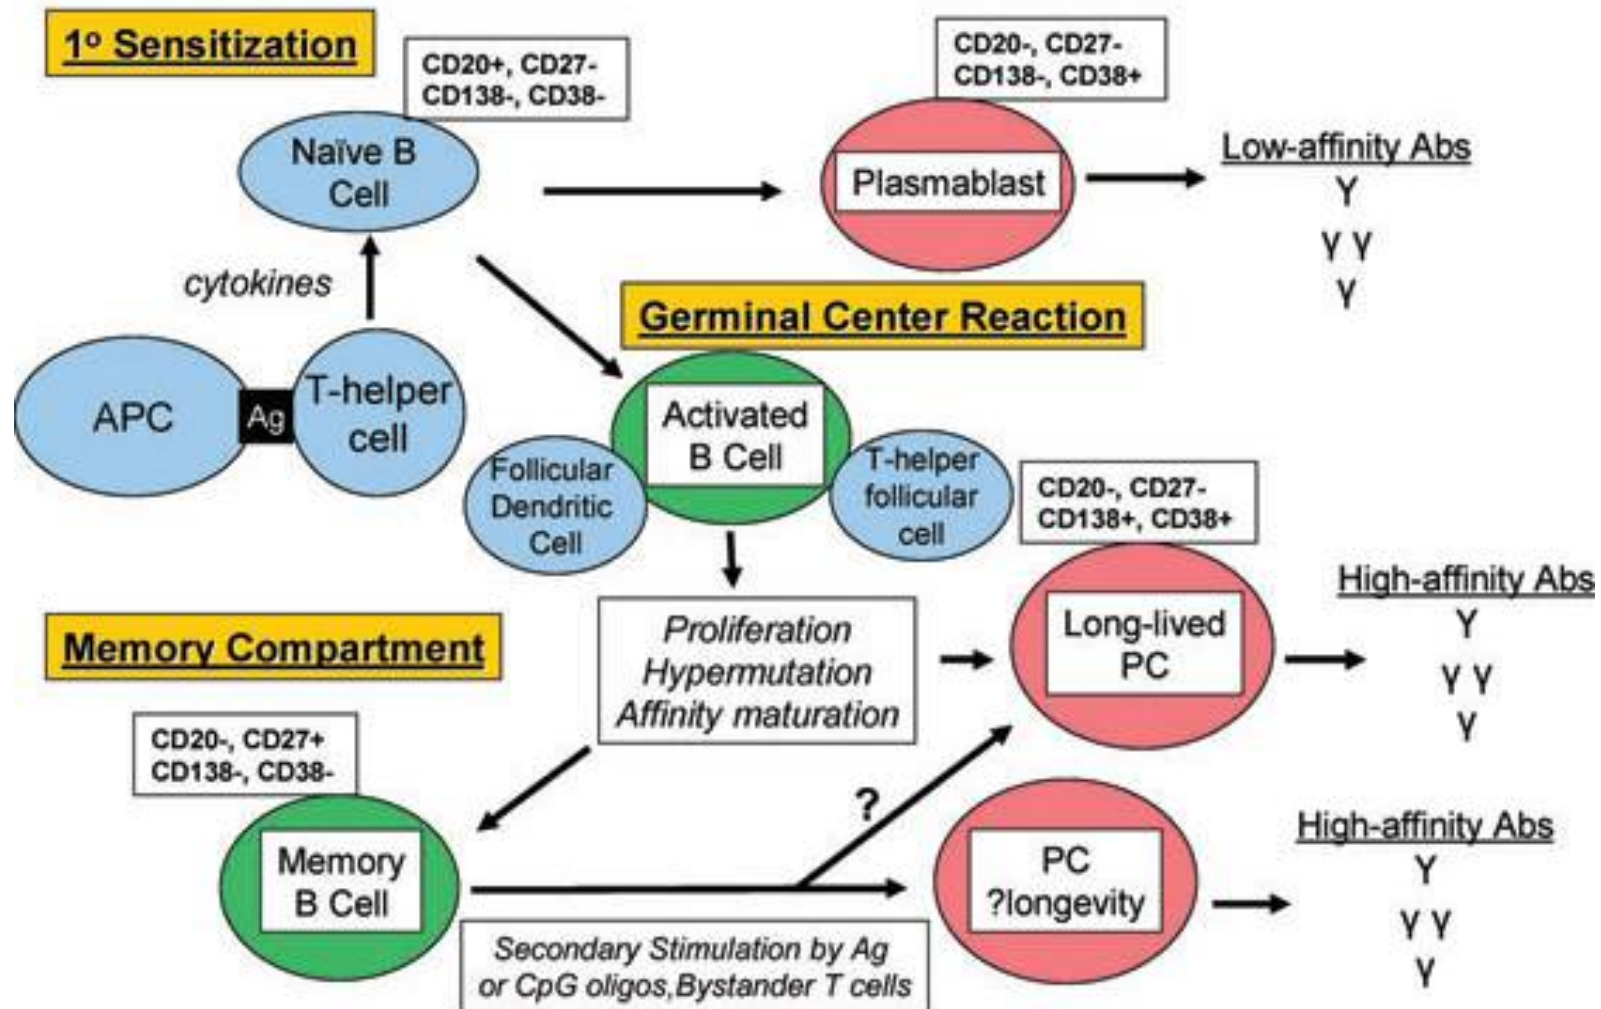 1º Sensitization
CD20+, CD27-
CD138-, CD38-
Naïve B
Cell
CD20-, CD27-
CD138-, CD38+
Plasmablast
Low-affinity Abs
Y
Y Y
Y
cytokines
APC
Ag
T-helper
cell
Germinal Center Reaction
Activated
B Cell
Follicular
Dendritic
Cell
T-helper
follicular
cell
CD20-, CD27-
CD138+, CD38+
Proliferation
Hypermutation
Affinity maturation
Long-lived
PC
High-affinity Abs
Y
Y Y
Y
Memory Compartment
CD20-, CD27+
CD138-, CD38-
Memory
B Cell
?
Secondary Stimulation by Ag
or CpG oligos,Bystander T cells
PC
?longevity
High-affinity Abs
Y
Y Y
Y